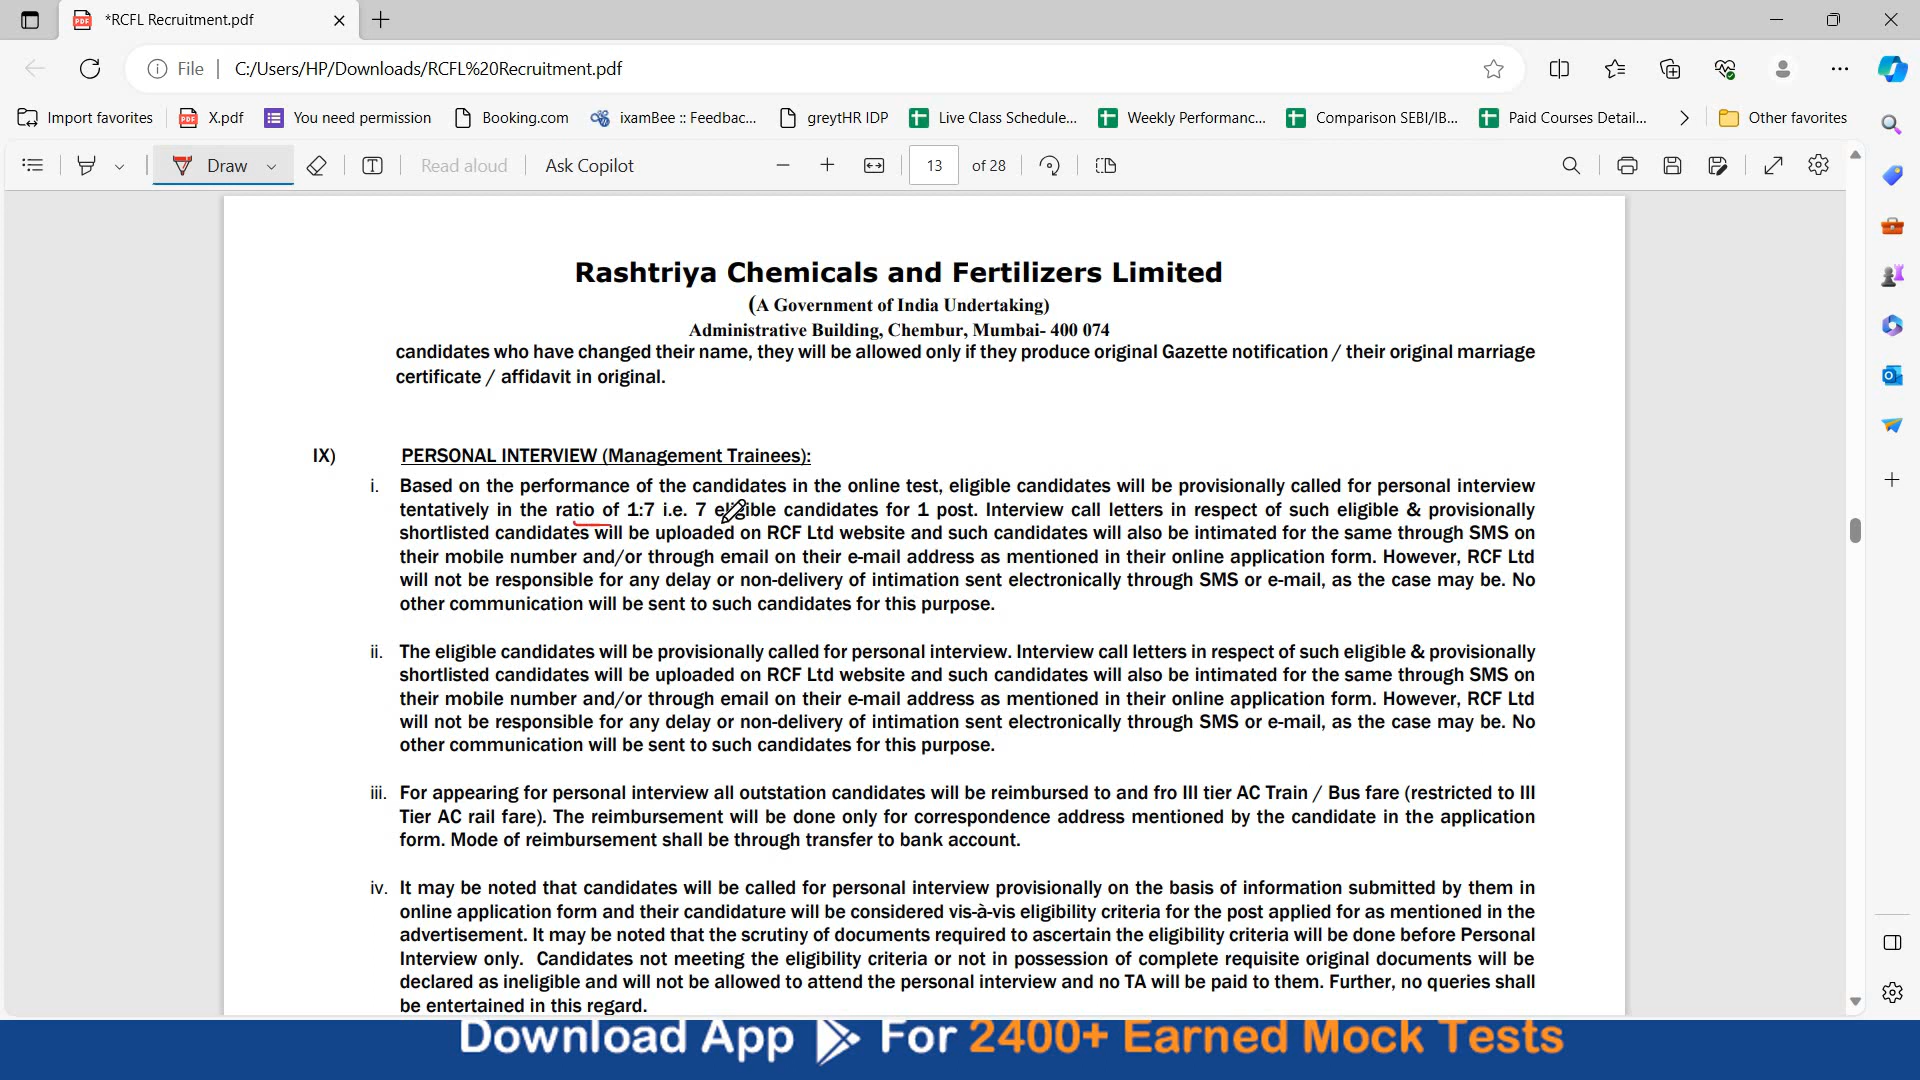 *RCFL Recruitment.pdf
File
C:/Users/HP/Downloads/RCFL%20Recruitment.pdf
Import favorites
X.pdf
You need permission
Booking.com
ixamBee :: Feedbac...
greytHR IDP
Live Class Schedule...
Weekly Performanc...
Comparison SEBI/IB...
Paid Courses Detail...
Other favorites
Draw
Read aloud
Ask Copilot
13 of 28
Rashtriya Chemicals and Fertilizers Limited
(A Government of India Undertaking)
Administrative Building, Chembur, Mumbai- 400 074
candidates who have changed their name, they will be allowed only if they produce original Gazette notification / their original marriage
certificate / affidavit in original.
IX) PERSONAL INTERVIEW (Management Trainees):
i. Based on the performance of the candidates in the online test, eligible candidates will be provisionally called for personal interview
tentatively in the ratio of 1:7 i.e. 7 eligible candidates for 1 post. Interview call letters in respect of such eligible & provisionally
shortlisted candidates will be uploaded on RCF Ltd website and such candidates will also be intimated for the same through SMS on
their mobile number and/or through email on their e-mail address as mentioned in their online application form. However, RCF Ltd
will not be responsible for any delay or non-delivery of intimation sent electronically through SMS or e-mail, as the case may be. No
other communication will be sent to such candidates for this purpose.
ii. The eligible candidates will be provisionally called for personal interview. Interview call letters in respect of such eligible & provisionally
shortlisted candidates will be uploaded on RCF Ltd website and such candidates will also be intimated for the same through SMS on
their mobile number and/or through email on their e-mail address as mentioned in their online application form. However, RCF Ltd
will not be responsible for any delay or non-delivery of intimation sent electronically through SMS or e-mail, as the case may be. No
other communication will be sent to such candidates for this purpose.
iii. For appearing for personal interview all outstation candidates will be reimbursed to and fro III tier AC Train / Bus fare (restricted to III
Tier AC rail fare). The reimbursement will be done only for correspondence address mentioned by the candidate in the application
form. Mode of reimbursement shall be through transfer to bank account.
iv. It may be noted that candidates will be called for personal interview provisionally on the basis of information submitted by them in
online application form and their candidature will be considered vis-à-vis eligibility criteria for the post applied for as mentioned in the
advertisement. It may be noted that the scrutiny of documents required to ascertain the eligibility criteria will be done before Personal
Interview only. Candidates not meeting the eligibility criteria or not in possession of complete requisite original documents will be
declared as ineligible and will not be allowed to attend the personal interview and no TA will be paid to them. Further, no queries shall
be entertained in this regard.
Download App For 2400+ Earned Mock Tests